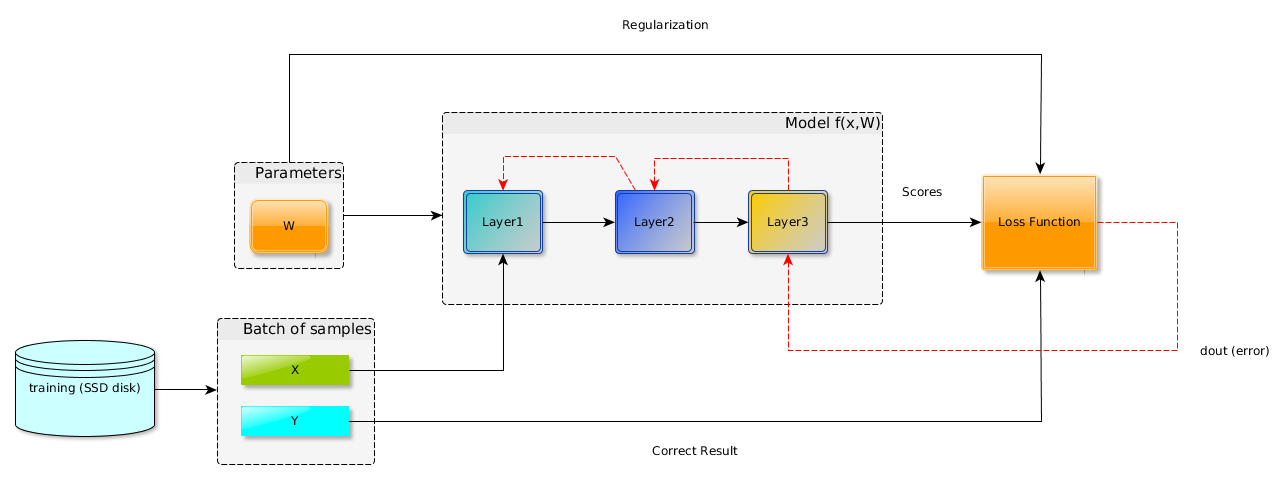 Regularization
Model f(x,W)
Parameters
W
Layer1
Layer2
Layer3
Scores
Loss Function
Batch of samples
X
Y
training (SSD disk)
dout (error)
Correct Result